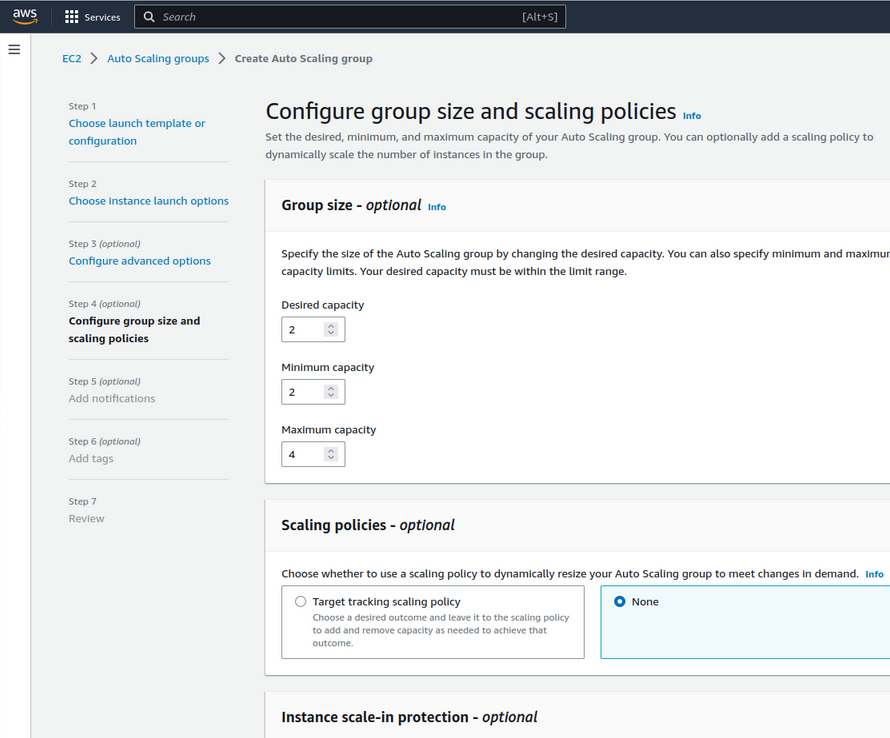 aws
Services
Search
[Alt+S]
EC2
Auto Scaling groups
Create Auto Scaling group
Step 1
Choose launch template or
configuration
Step 2
Choose instance launch options
Step 3 (optional)
Configure advanced options
Step 4 (optional)
Configure group size and
scaling policies
Step 5 (optional)
Add notifications
Step 6 (optional)
Add tags
Step 7
Review
Configure group size and scaling policies Info
Set the desired, minimum, and maximum capacity of your Auto Scaling group. You can optionally add a scaling policy to
dynamically scale the number of instances in the group.
Group size - optional Info
Specify the size of the Auto Scaling group by changing the desired capacity. You can also specify minimum and maximum
capacity limits. Your desired capacity must be within the limit range.
Desired capacity
2
Minimum capacity
2
Maximum capacity
4
Scaling policies - optional
Choose whether to use a scaling policy to dynamically resize your Auto Scaling group to meet changes in demand. Info
Target tracking scaling policy
Choose a desired outcome and leave it to the scaling policy
to add and remove capacity as needed to achieve that
outcome.
None
Instance scale-in protection - optional